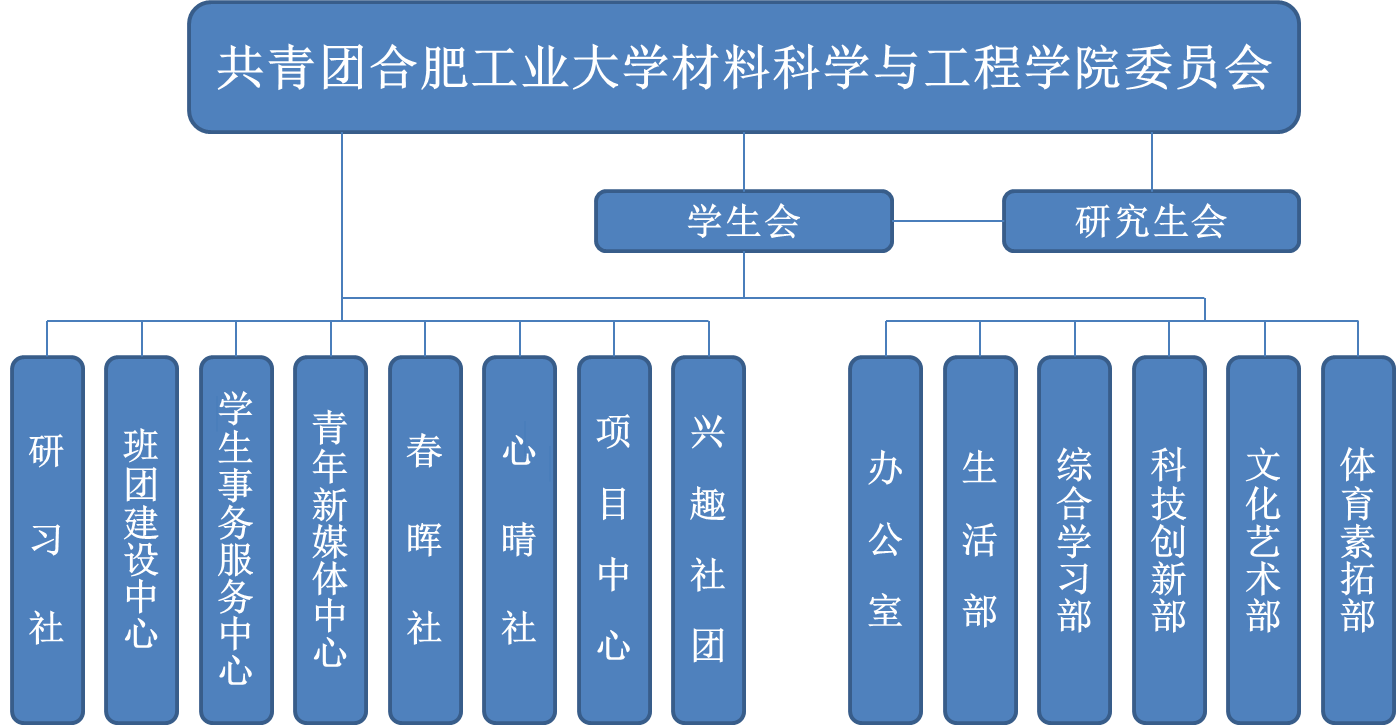 共青团合肥工业大学材料科学与工程学院委员会
学生会
研究生会
研习社
班团建设中心
学生事务服务中心
青年新媒体中心
春晖社
心晴社
项目中心
兴趣社团
办公室
生活部
综合学习部
科技创新部
文化艺术部
体育素拓部